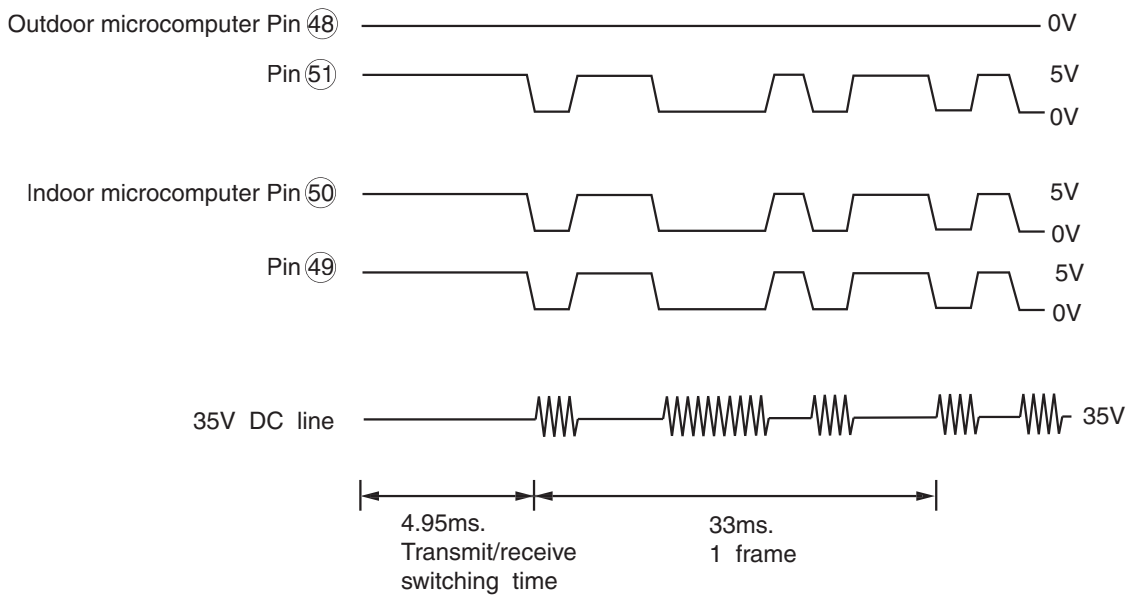 Outdoor microcomputer Pin 48 0V
Pin 51 5V
0V
Indoor microcomputer Pin 50 5V
0V
Pin 49 5V
0V
35V DC line 35V
4.95ms.
Transmit/receive
switching time
33ms.
1 frame